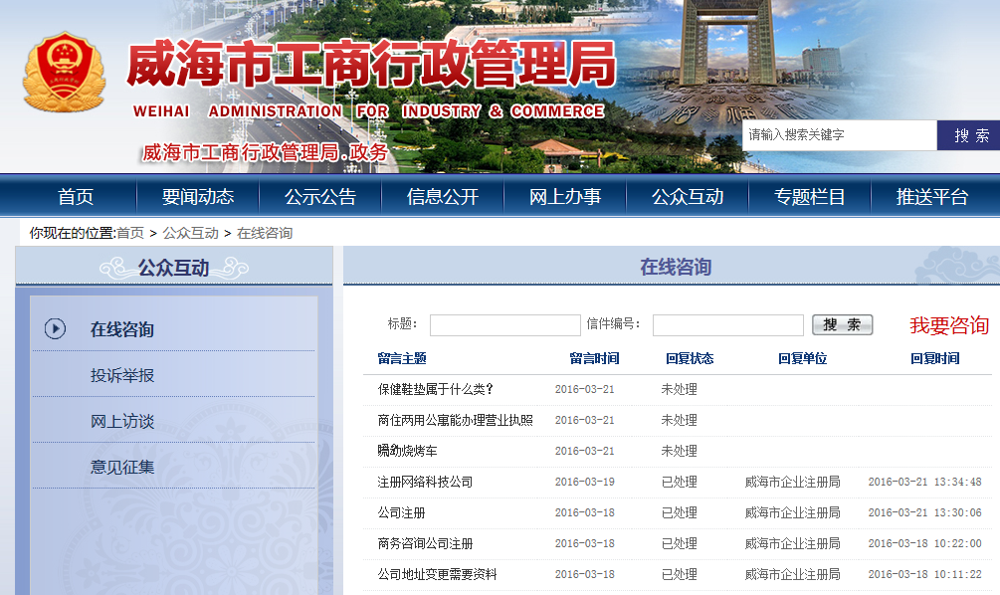 威海市工商行政管理局
WEIHAI ADMINISTRATION FOR INDUSTRY & COMMERCE
威海市工商行政管理局.政务
请输入搜索关键字 搜 索
首页 要闻动态 公示公告 信息公开 网上办事 公众互动 专题栏目 推送平台
你现在的位置:首页 > 公众互动 > 在线咨询
公众互动
在线咨询
投诉举报
网上访谈
意见征集
在线咨询
标题: 信件编号: 搜 索 我要咨询
留言主题 留言时间 回复状态 回复单位 回复时间
保健鞋垫属于什么类? 2016-03-21 未处理
商住两用公寓能办理营业执照 2016-03-21 未处理
烧烤车 2016-03-21 未处理
注册网络科技公司 2016-03-19 已处理 威海市企业注册局 2016-03-21 13:34:48
公司注册 2016-03-18 已处理 威海市企业注册局 2016-03-21 13:30:06
商务咨询公司注册 2016-03-18 已处理 威海市企业注册局 2016-03-18 10:22:00
公司地址变更需要资料 2016-03-18 已处理 威海市企业注册局 2016-03-18 10:11:22